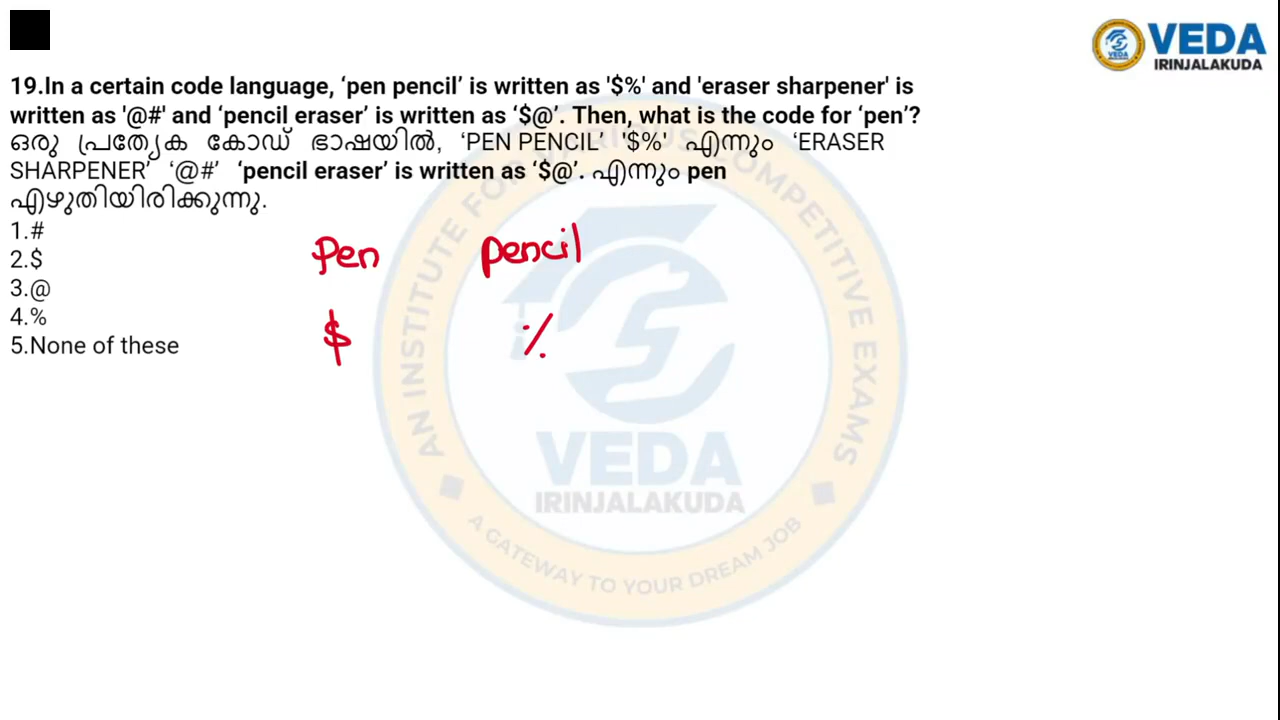 VEDA
IRINJALAKUDA
19.In a certain code language, ‘pen pencil’ is written as '$%' and 'eraser sharpener' is
written as '@#' and ‘pencil eraser’ is written as ‘$@’. Then, what is the code for ‘pen’?
ഒരു പ്രത്യേക കോഡ് ഭാഷയിൽ, ‘PEN PENCIL’ '$%' എന്നും ‘ERASER
SHARPENER’ ‘@#’ ‘pencil eraser’ is written as ‘$@’. എന്നും pen
എഴുതിയിരിക്കുന്നു.
1.#
2.$
3.@
4.%
5.None of these
Pen pencil
$ %
AN INSTITUTE FOR VARIOUS COMPETITIVE EXAMS
VEDA
IRINJALAKUDA
A GATEWAY TO YOUR DREAM JOB